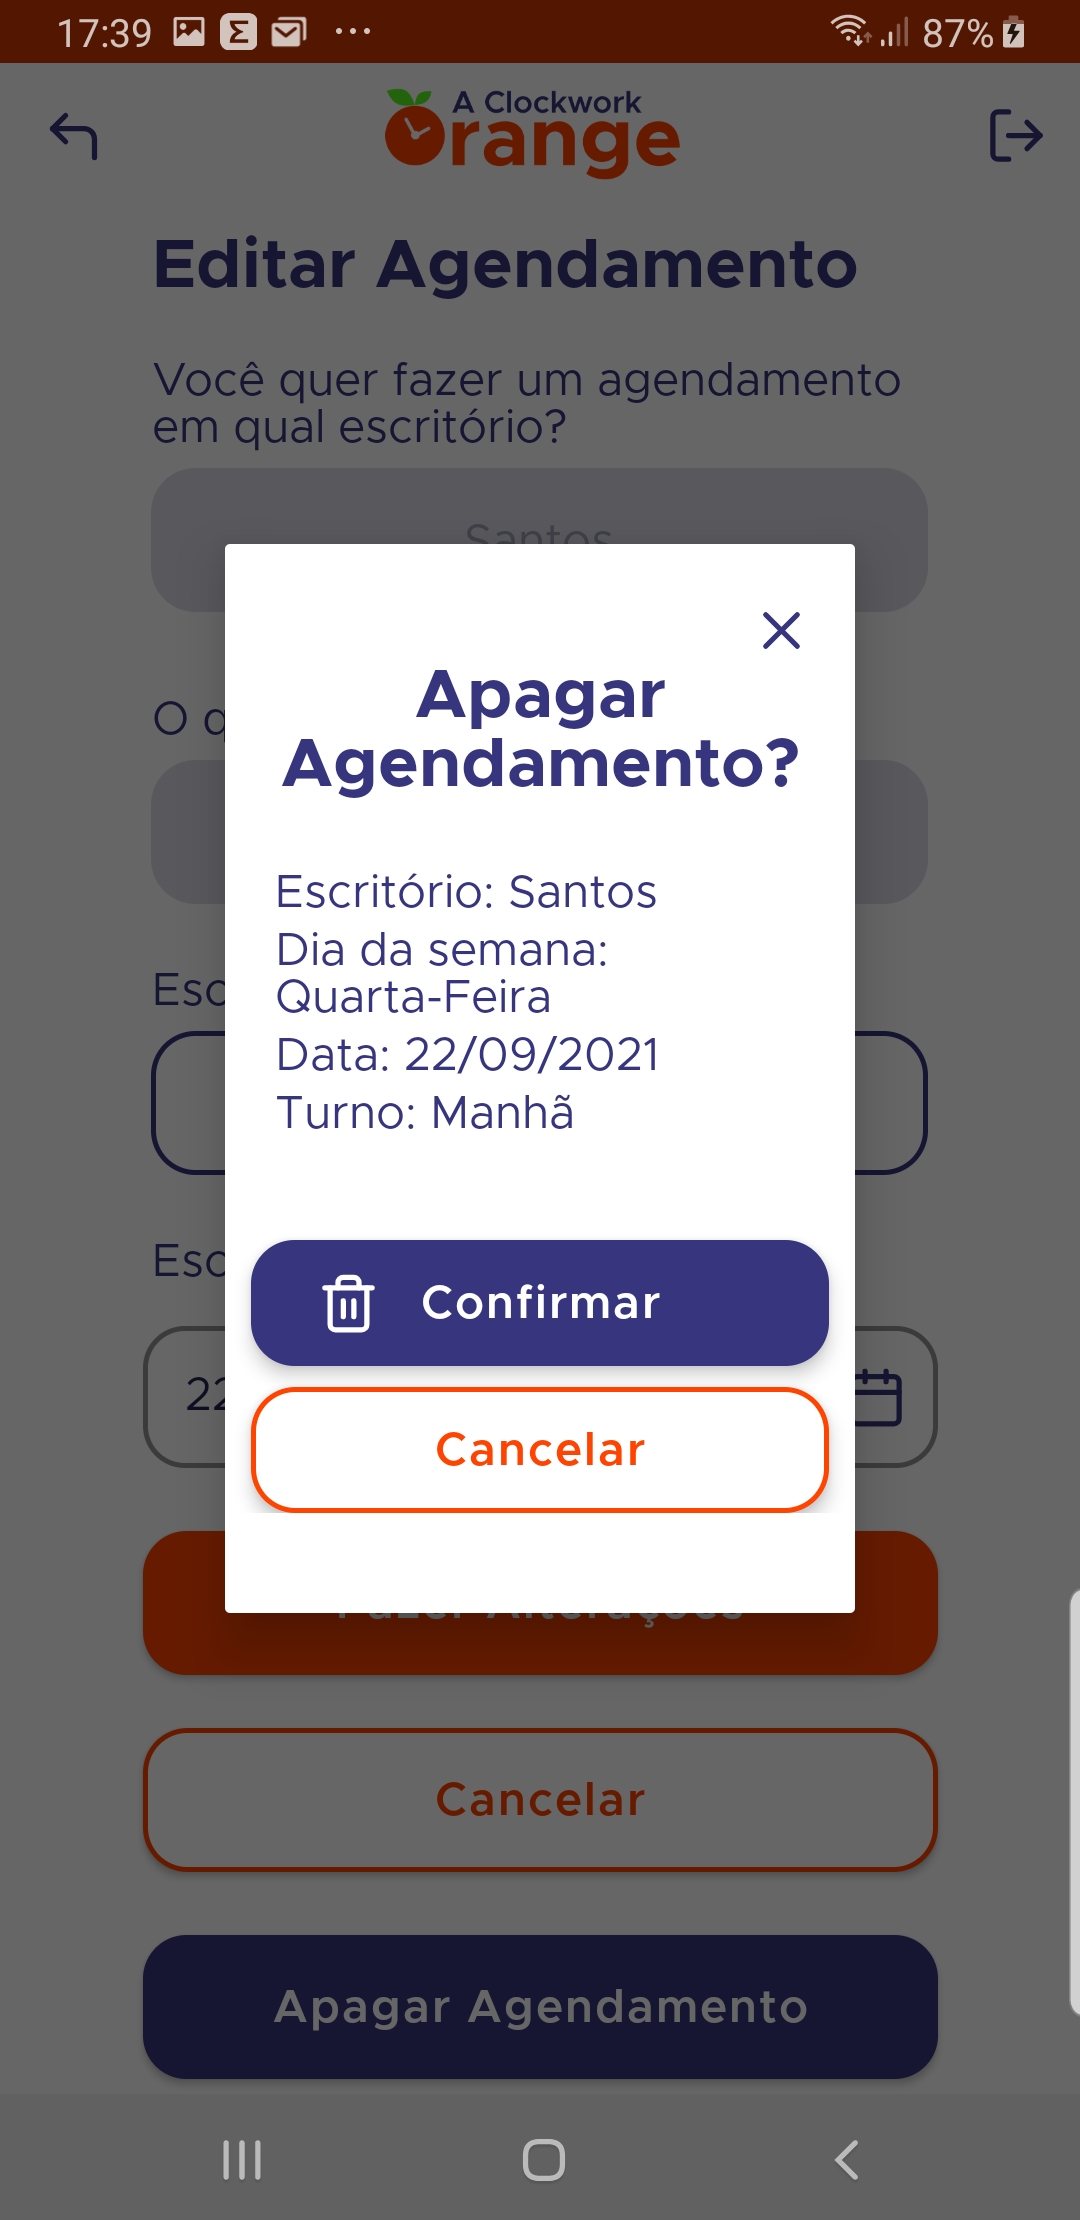 17:39
87%
A Clockwork
range
Editar Agendamento
Você quer fazer um agendamento
em qual escritório?
Santos
Apagar
Agendamento?
O
Escritório: Santos
Dia da semana:
Quarta-Feira
Esc
Data: 22/09/2021
Turno: Manhã
Esc
Confirmar
22
Cancelar
Fazer Alterações
Cancelar
Apagar Agendamento